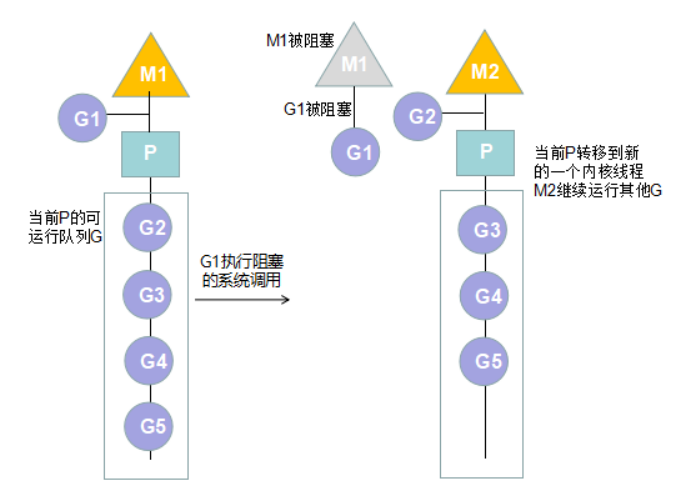 M1
G1
P
当前P的可
运行队列G
G2
G3
G4
G5
G1执行阻塞
的系统调用
M1被阻塞
M1
G1被阻塞
G1
M2
G2
P
当前P转移到新
的一个内核线程
M2继续运行其他G
G3
G4
G5